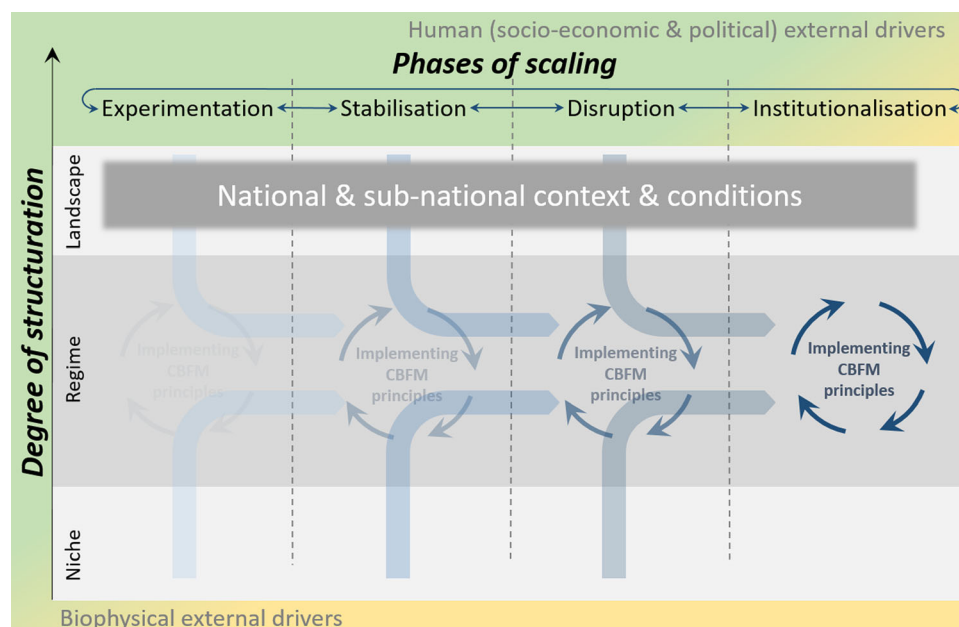 Human (socio-economic & political) external drivers
Phases of scaling
Experimentation
Stabilisation
Disruption
Institutionalisation
Degree of structuration
Landscape
National & sub-national context & conditions
Regime
Implementing
CBFM
principles
Implementing
CBFM
principles
Implementing
CBFM
principles
Implementing
CBFM
principles
Niche
Biophysical external drivers